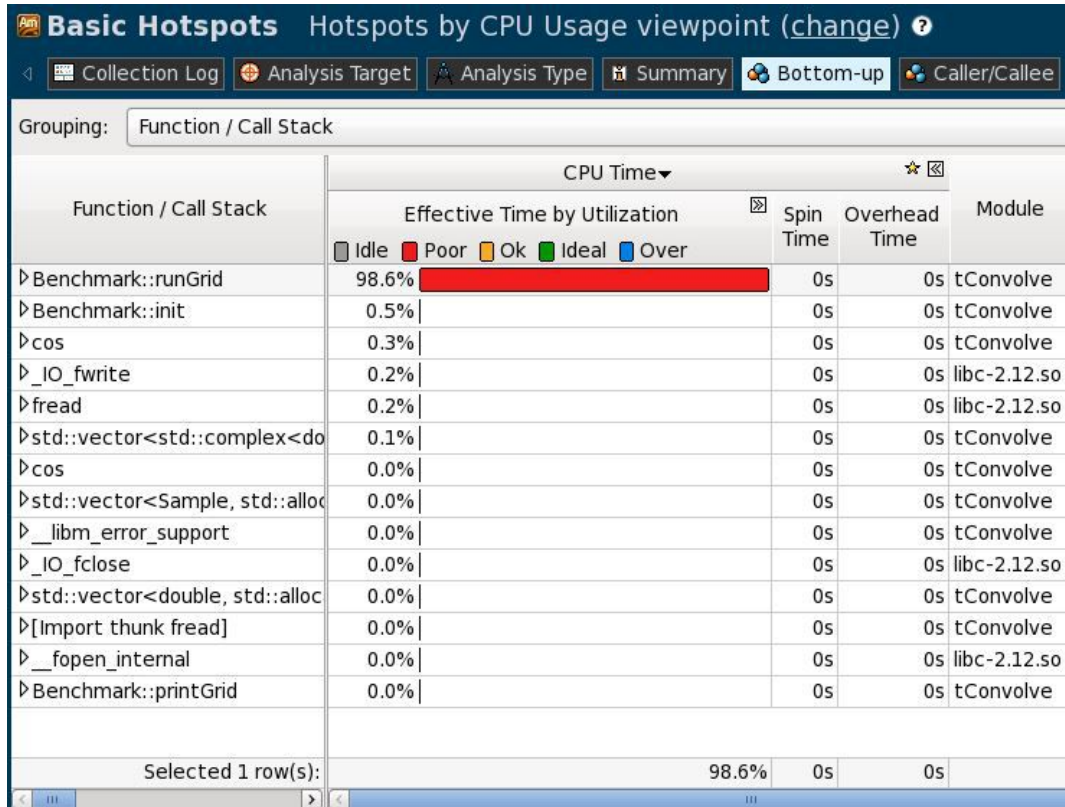 Basic Hotspots Hotspots by CPU Usage viewpoint (change) ?
Collection Log Analysis Target Analysis Type Summary Bottom-up Caller/Callee
Grouping: Function / Call Stack
Function / Call Stack CPU Time Module
Effective Time by Utilization Spin Time Overhead Time
Idle Poor Ok Ideal Over
Benchmark::runGrid 98.6% 0s 0s tConvolve
Benchmark::init 0.5% 0s 0s tConvolve
cos 0.3% 0s 0s tConvolve
_IO_fwrite 0.2% 0s 0s libc-2.12.so
fread 0.2% 0s 0s libc-2.12.so
std::vector<std::complex<do 0.1% 0s 0s tConvolve
cos 0.0% 0s 0s tConvolve
std::vector<Sample, std::alloc 0.0% 0s 0s tConvolve
__libm_error_support 0.0% 0s 0s tConvolve
_IO_fclose 0.0% 0s 0s libc-2.12.so
std::vector<double, std::alloc 0.0% 0s 0s tConvolve
[Import thunk fread] 0.0% 0s 0s tConvolve
__fopen_internal 0.0% 0s 0s libc-2.12.so
Benchmark::printGrid 0.0% 0s 0s tConvolve
Selected 1 row(s): 98.6% 0s 0s